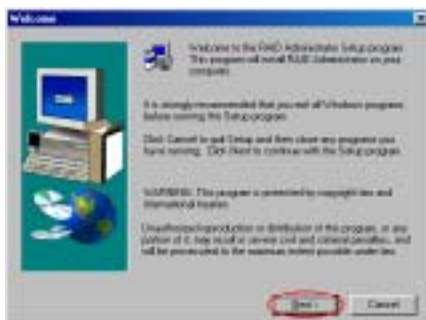 Welcome
Welcome to the RAID Administrator Setup program.
This program will install RAID Administrator on your
computer.
It is strongly recommended that you exit all Windows programs
before running this Setup program.
Click Cancel to quit Setup and then close any programs you
have running. Click Next to continue with the Setup program.
WARNING: This program is protected by copyright law and
international treaties.
Unauthorized reproduction or distribution of this program, or any
portion of it, may result in severe civil and criminal penalties, and
will be prosecuted to the maximum extent possible under law.
Next >
Cancel